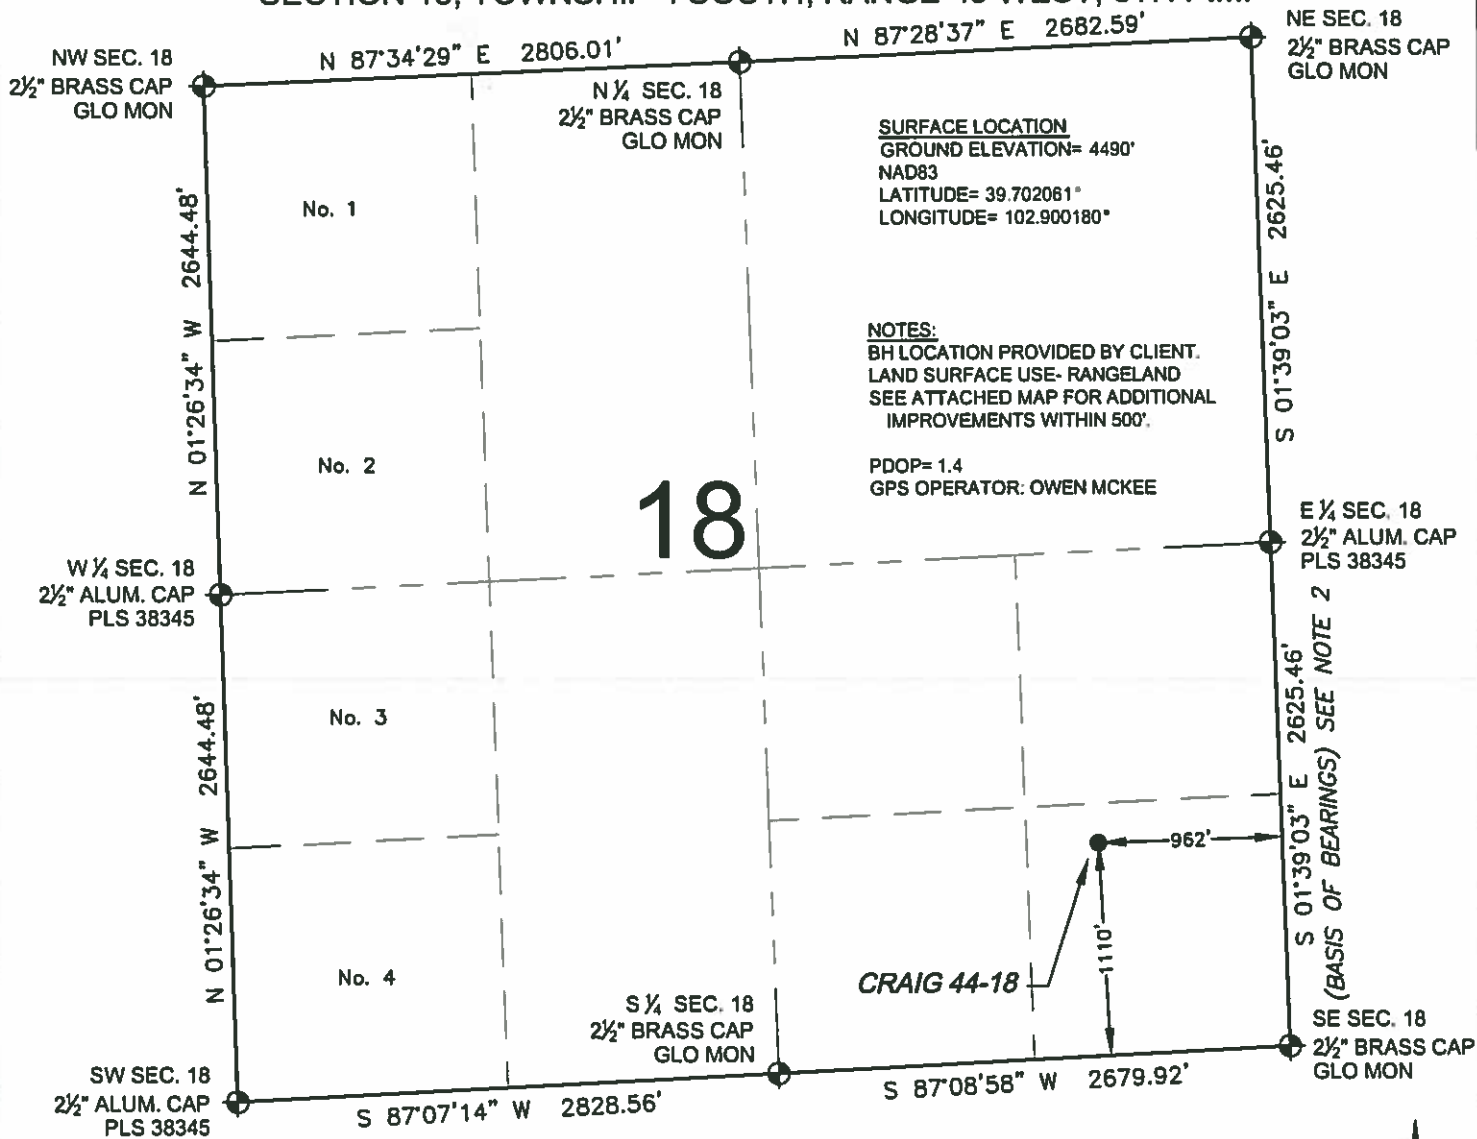 NE SEC. 18
2½" BRASS CAP
GLO MON
N 87°28'37" E 2682.59'
N 87°34'29" E 2806.01'
NW SEC. 18
2½" BRASS CAP
GLO MON
N ¼ SEC. 18
2½" BRASS CAP
GLO MON
SURFACE LOCATION
GROUND ELEVATION= 4490'
NAD83
LATITUDE= 39.702061°
LONGITUDE= 102.900180°
No. 1
N 01°26'34" W 2644.48'
S 01°39'03" E 2625.46'
NOTES:
BH LOCATION PROVIDED BY CLIENT.
LAND SURFACE USE- RANGELAND
SEE ATTACHED MAP FOR ADDITIONAL
IMPROVEMENTS WITHIN 500'.
PDOP= 1.4
GPS OPERATOR: OWEN MCKEE
No. 2
18
E ¼ SEC. 18
2½" ALUM. CAP
PLS 38345
W ¼ SEC. 18
2½" ALUM. CAP
PLS 38345
No. 3
N 01°26'34" W 2644.48'
S 01°39'03" E 2625.46'
(BASIS OF BEARINGS) SEE NOTE 2
962'
1110'
CRAIG 44-18
No. 4
S ¼ SEC. 18
2½" BRASS CAP
GLO MON
SE SEC. 18
2½" BRASS CAP
GLO MON
SW SEC. 18
2½" ALUM. CAP
PLS 38345
S 87°07'14" W 2828.56'
S 87°08'58" W 2679.92'